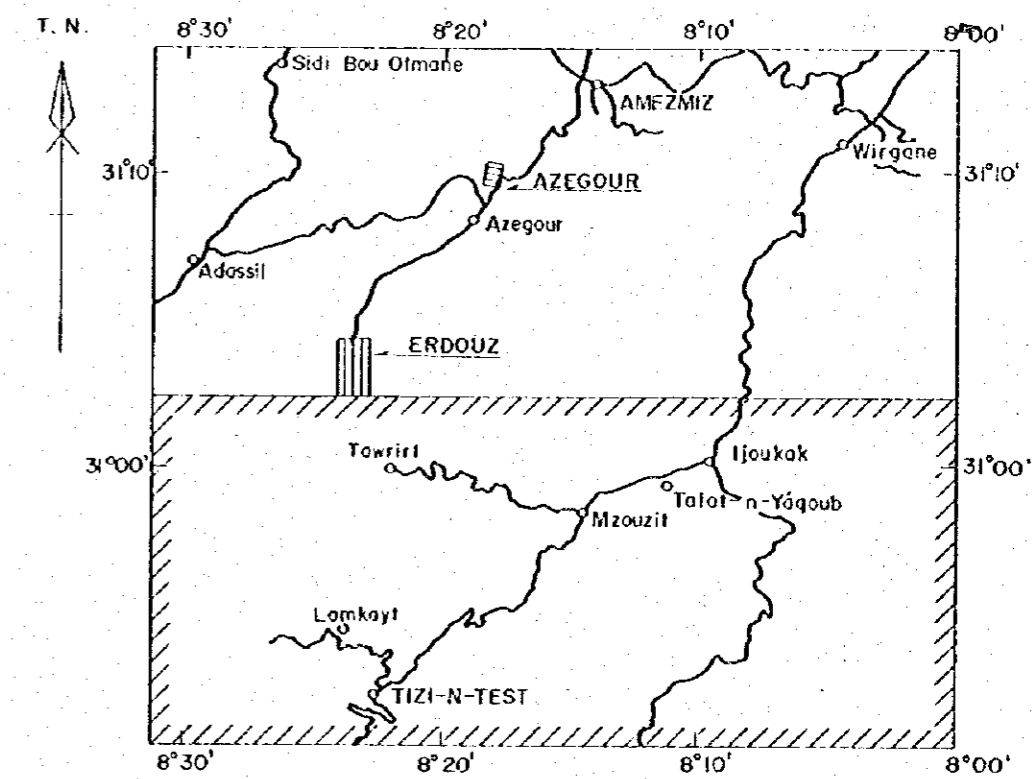 T. N.
8°30' 8°20' 8°10' 8°00'
Sidi Bou Otmane
AMEZMIZ
Wirgane
31°10' 31°10'
AZEGOUR
Azegour
Adassil
ERDOUZ
Tawrirt
Ijoukak
31°00' 31°00'
Talat-n-Yâqoub
Mzouzit
Lamkayt
TIZI-N-TEST
8°30' 8°20' 8°10' 8°00'